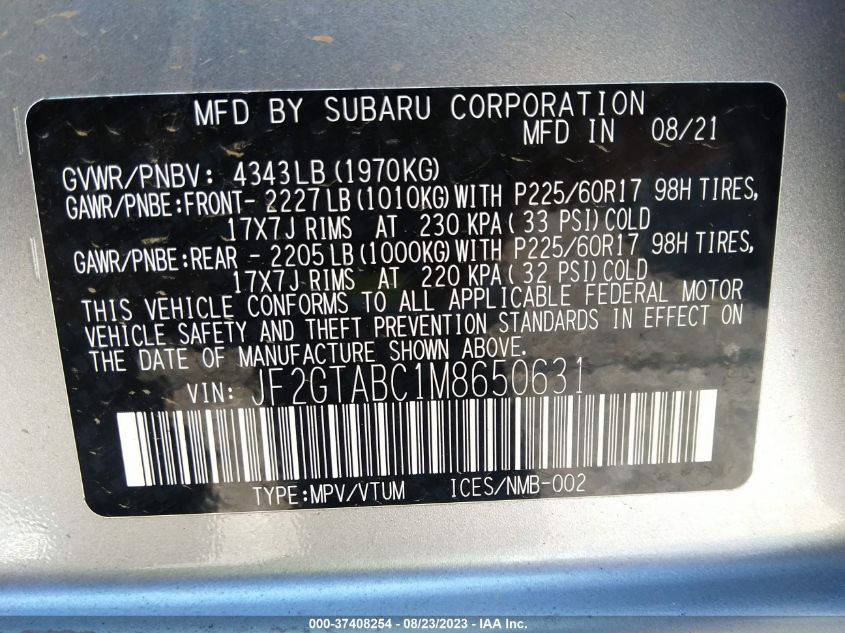 MFD BY SUBARU CORPORATION
MFD IN 08/21
GVWR/PNBV: 4343LB(1970KG)
GAWR/PNBE:FRONT- 2227LB(1010KG)WITH P225/60R17 98H TIRES,
17X7J RIMS AT 230 KPA(33 PSI)COLD
GAWR/PNBE:REAR - 2205LB(1000KG)WITH P225/60R17 98H TIRES,
17X7J RIMS AT 220 KPA(32 PSI)COLD
THIS VEHICLE CONFORMS TO ALL APPLICABLE FEDERAL MOTOR
VEHICLE SAFETY AND THEFT PREVENTION STANDARDS IN EFFECT ON
THE DATE OF MANUFACTURE SHOWN ABOVE.
VIN: JF2GTABC1M8650631
TYPE:MPV/VTUM ICES/NMB-002
000-37408254 - 08/23/2023 - IAA Inc.